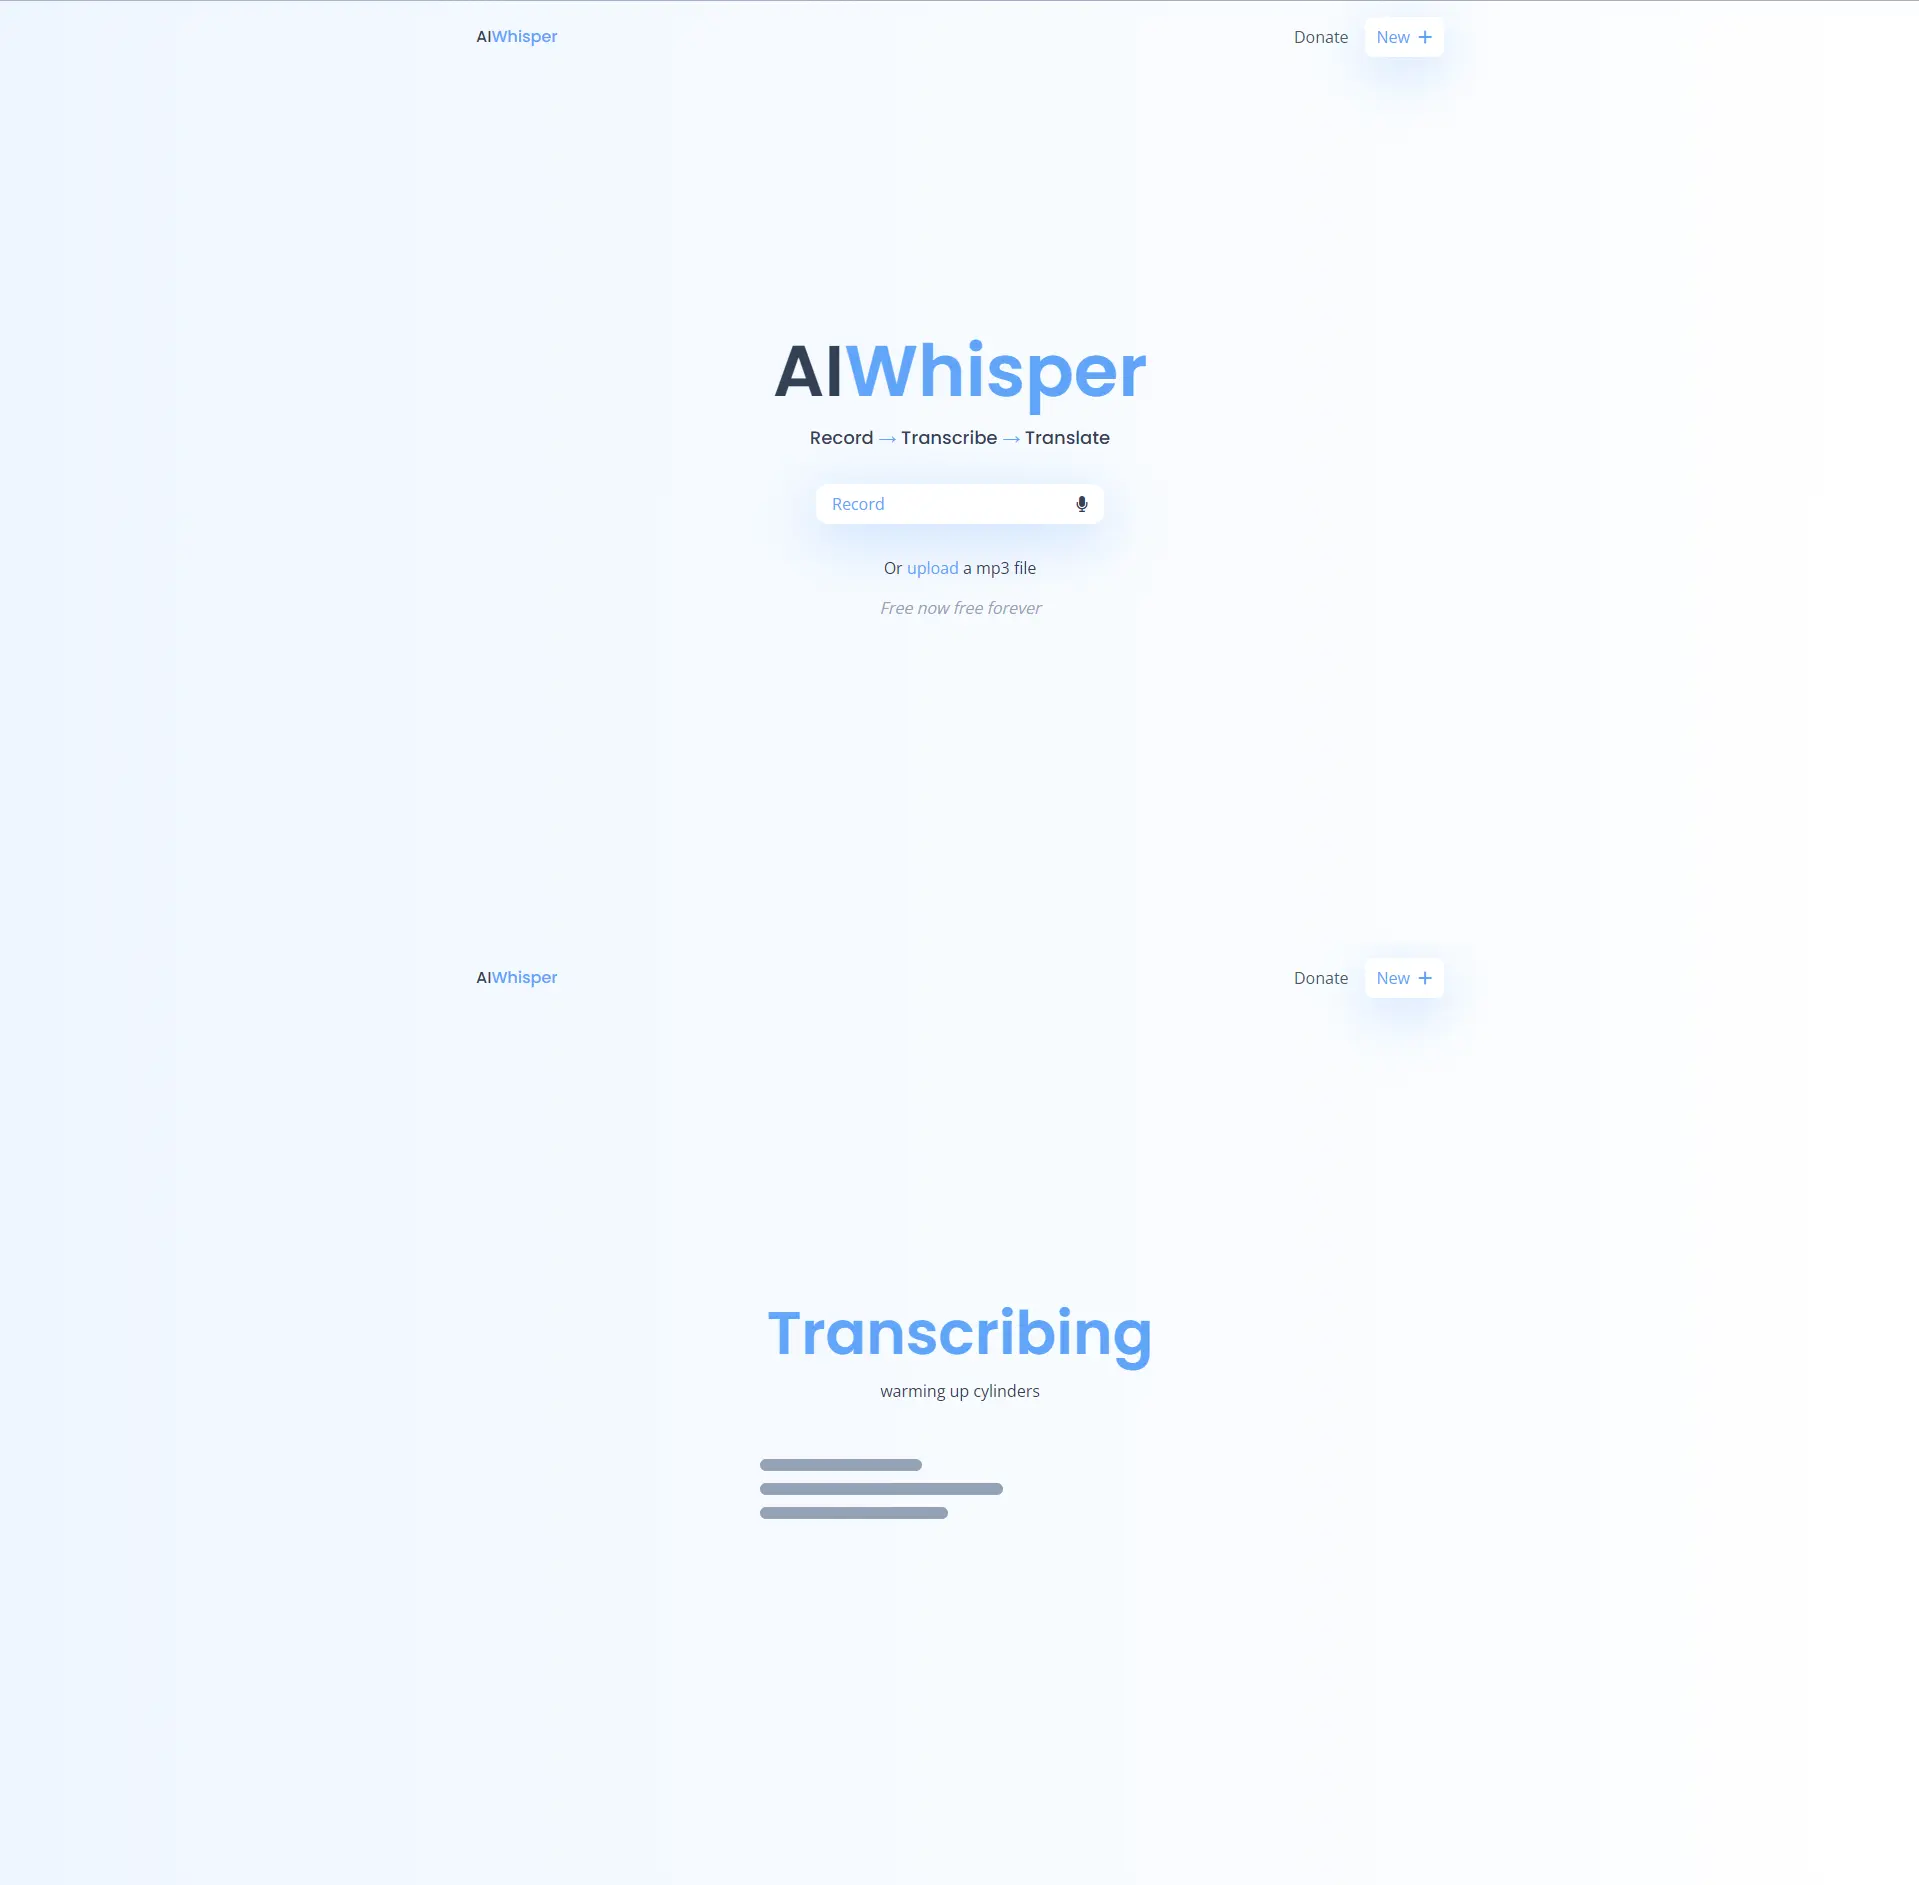 AIWhisper Donate New +
AIWhisper
Record → Transcribe → Translate
Record
Or upload a mp3 file
Free now free forever
AIWhisper Donate New +
Transcribing
warming up cylinders